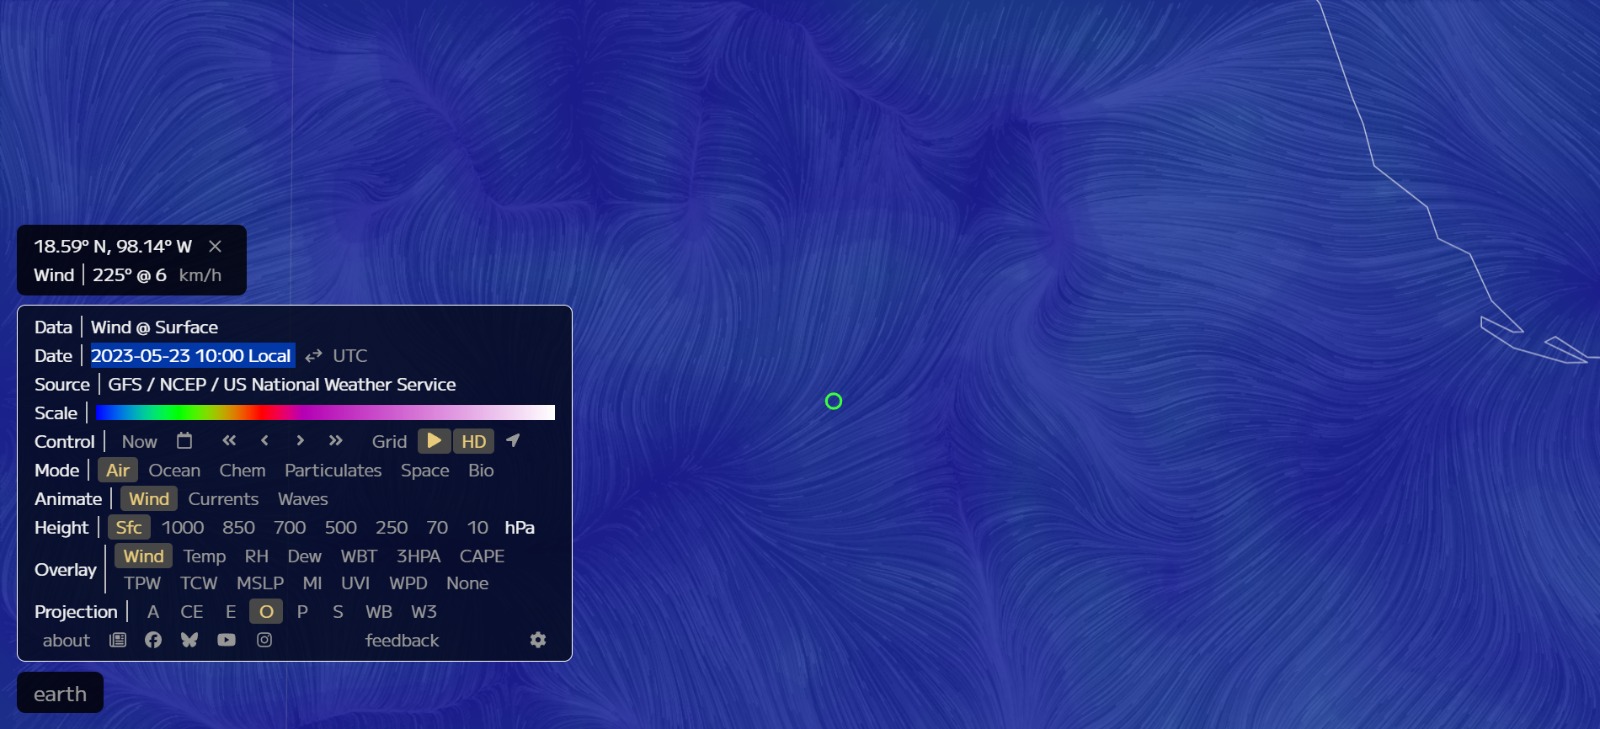 18.59° N, 98.14° W ×
Wind | 225° @ 6 km/h
Data | Wind @ Surface
Date | 2023-05-23 10:00 Local ⇄ UTC
Source | GFS / NCEP / US National Weather Service
Scale |
Control | Now « ‹ › » Grid HD
Mode | Air Ocean Chem Particulates Space Bio
Animate | Wind Currents Waves
Height | Sfc 1000 850 700 500 250 70 10 hPa
Overlay | Wind Temp RH Dew WBT 3HPA CAPE
TPW TCW MSLP MI UVI WPD None
Projection | A CE E O P S WB W3
about feedback
earth